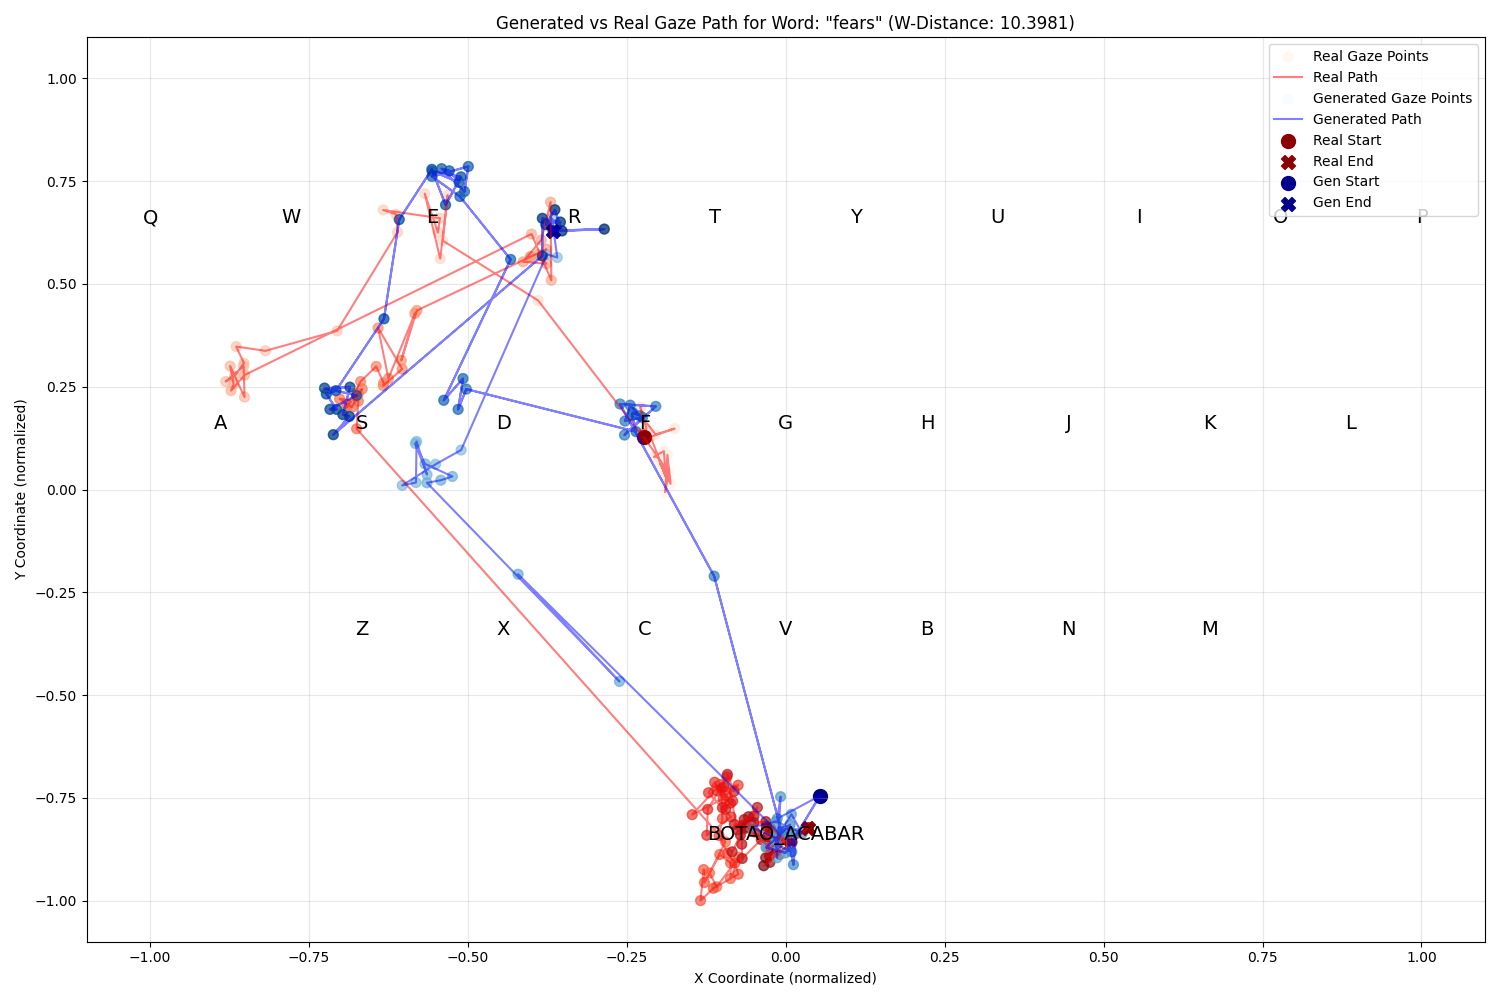 Generated vs Real Gaze Path for Word: "fears" (W-Distance: 10.3981)
Real Gaze Points
Real Path
Generated Gaze Points
Generated Path
Real Start
Real End
Gen Start
Gen End
Q W E R T Y U I O P
A S D F G H J K L
Z X C V B N M
BOTAO_ACABAR
1.00
0.75
0.50
0.25
0.00
−0.25
−0.50
−0.75
−1.00
Y Coordinate (normalized)
−1.00 −0.75 −0.50 −0.25 0.00 0.25 0.50 0.75 1.00
X Coordinate (normalized)